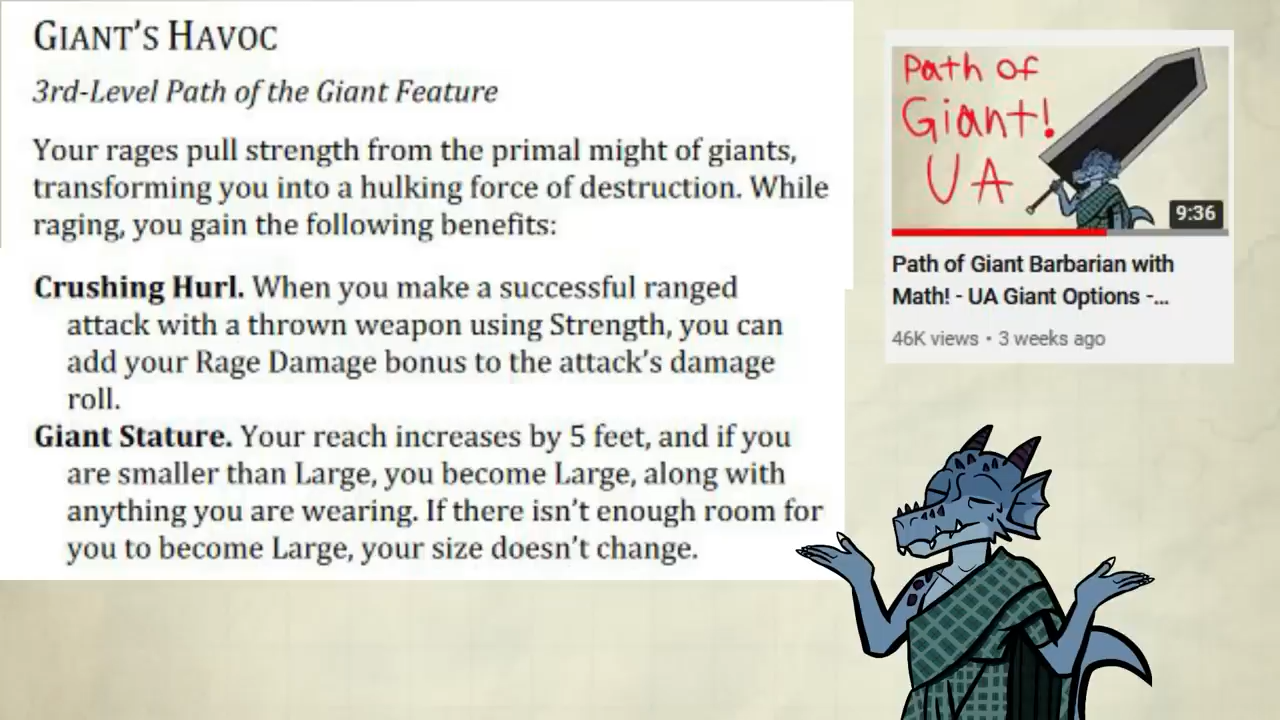 GIANT'S HAVOC
3rd-Level Path of the Giant Feature
Your rages pull strength from the primal might of giants,
transforming you into a hulking force of destruction. While
raging, you gain the following benefits:
Crushing Hurl. When you make a successful ranged
attack with a thrown weapon using Strength, you can
add your Rage Damage bonus to the attack's damage
roll.
Giant Stature. Your reach increases by 5 feet, and if you
are smaller than Large, you become Large, along with
anything you are wearing. If there isn't enough room for
you to become Large, your size doesn't change.
Path of
Giant!
UA
9:36
Path of Giant Barbarian with
Math! - UA Giant Options -...
46K views • 3 weeks ago